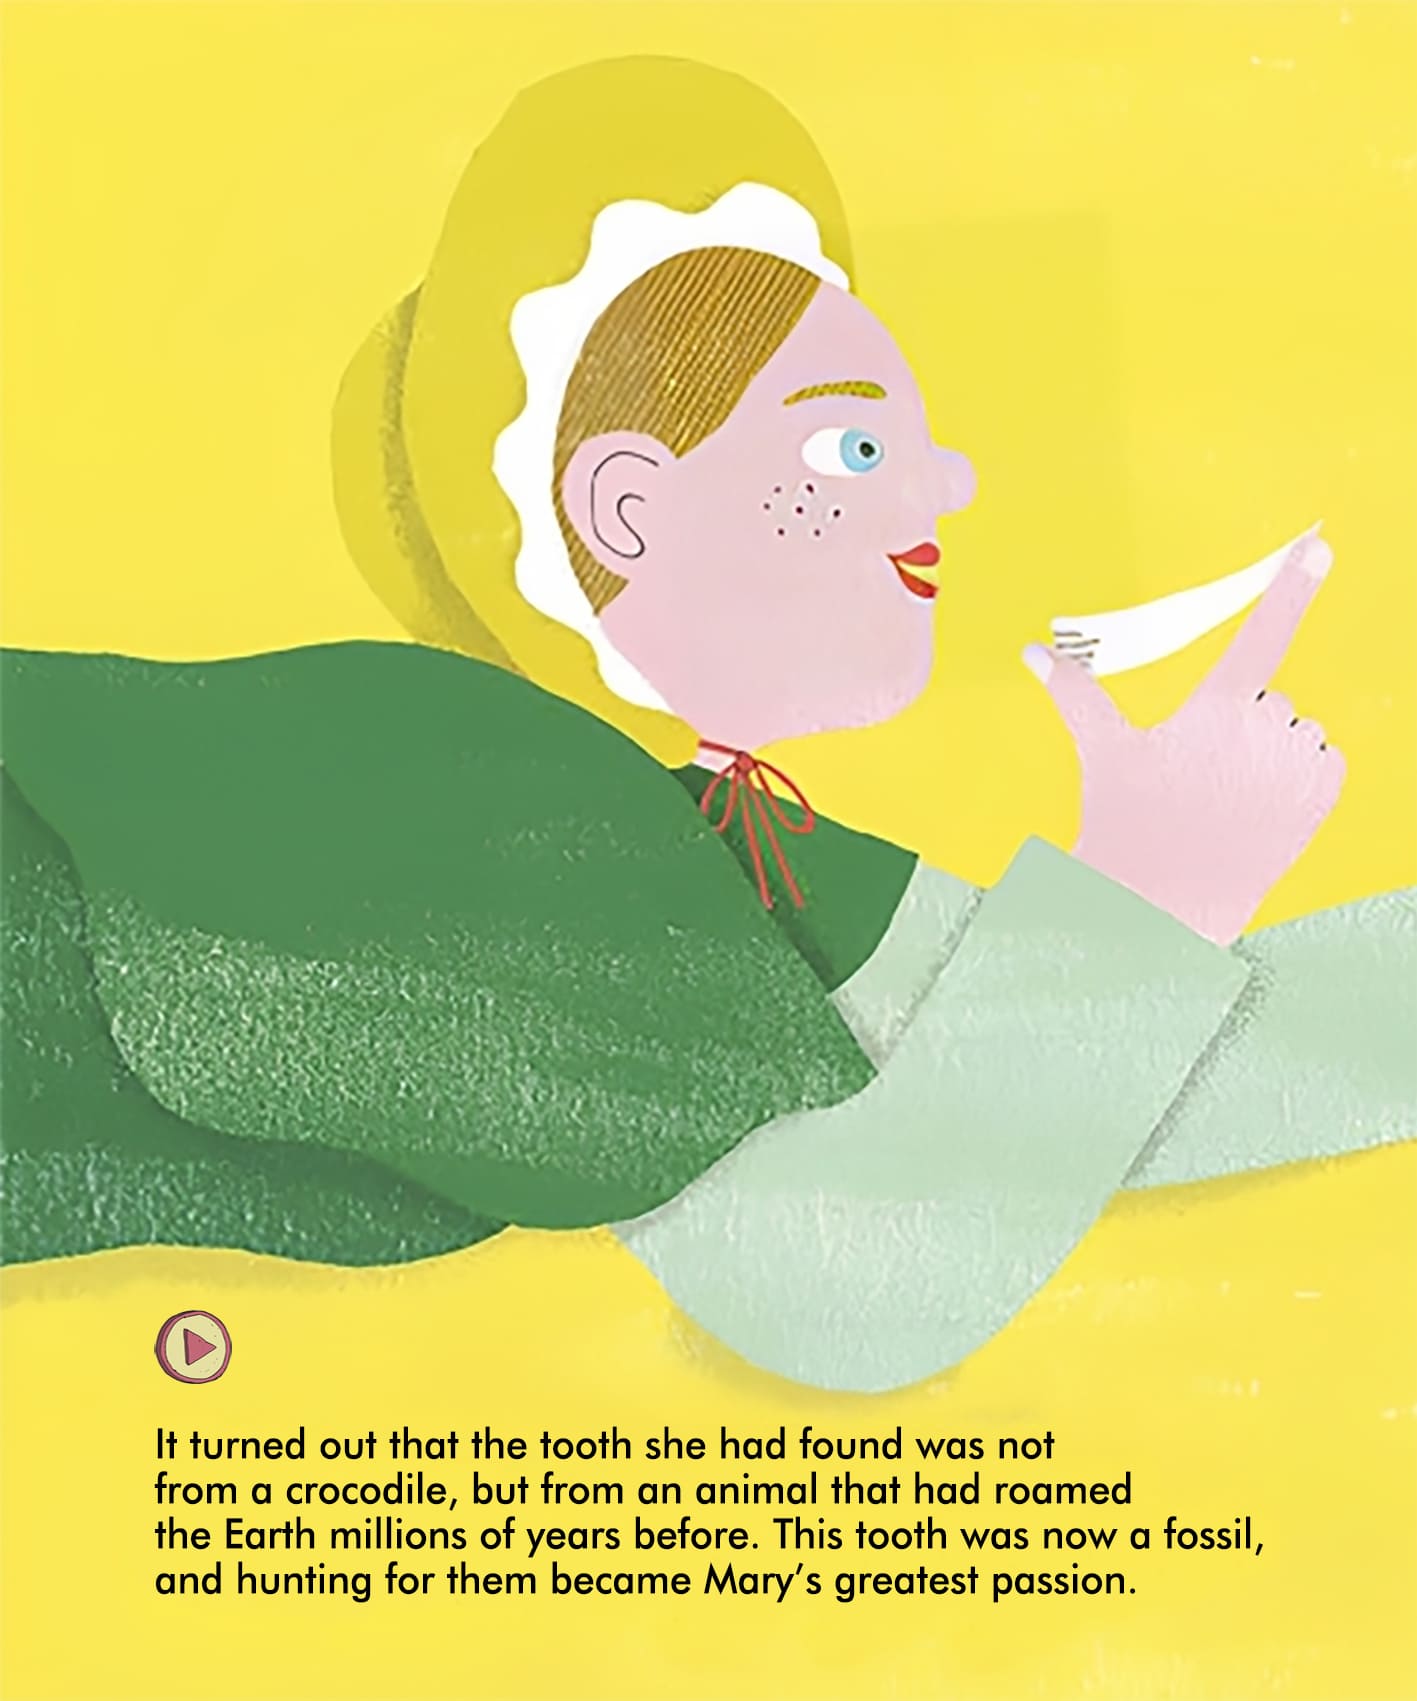 It turned out that the tooth she had found was not
from a crocodile, but from an animal that had roamed
the Earth millions of years before. This tooth was now a fossil,
and hunting for them became Mary’s greatest passion.